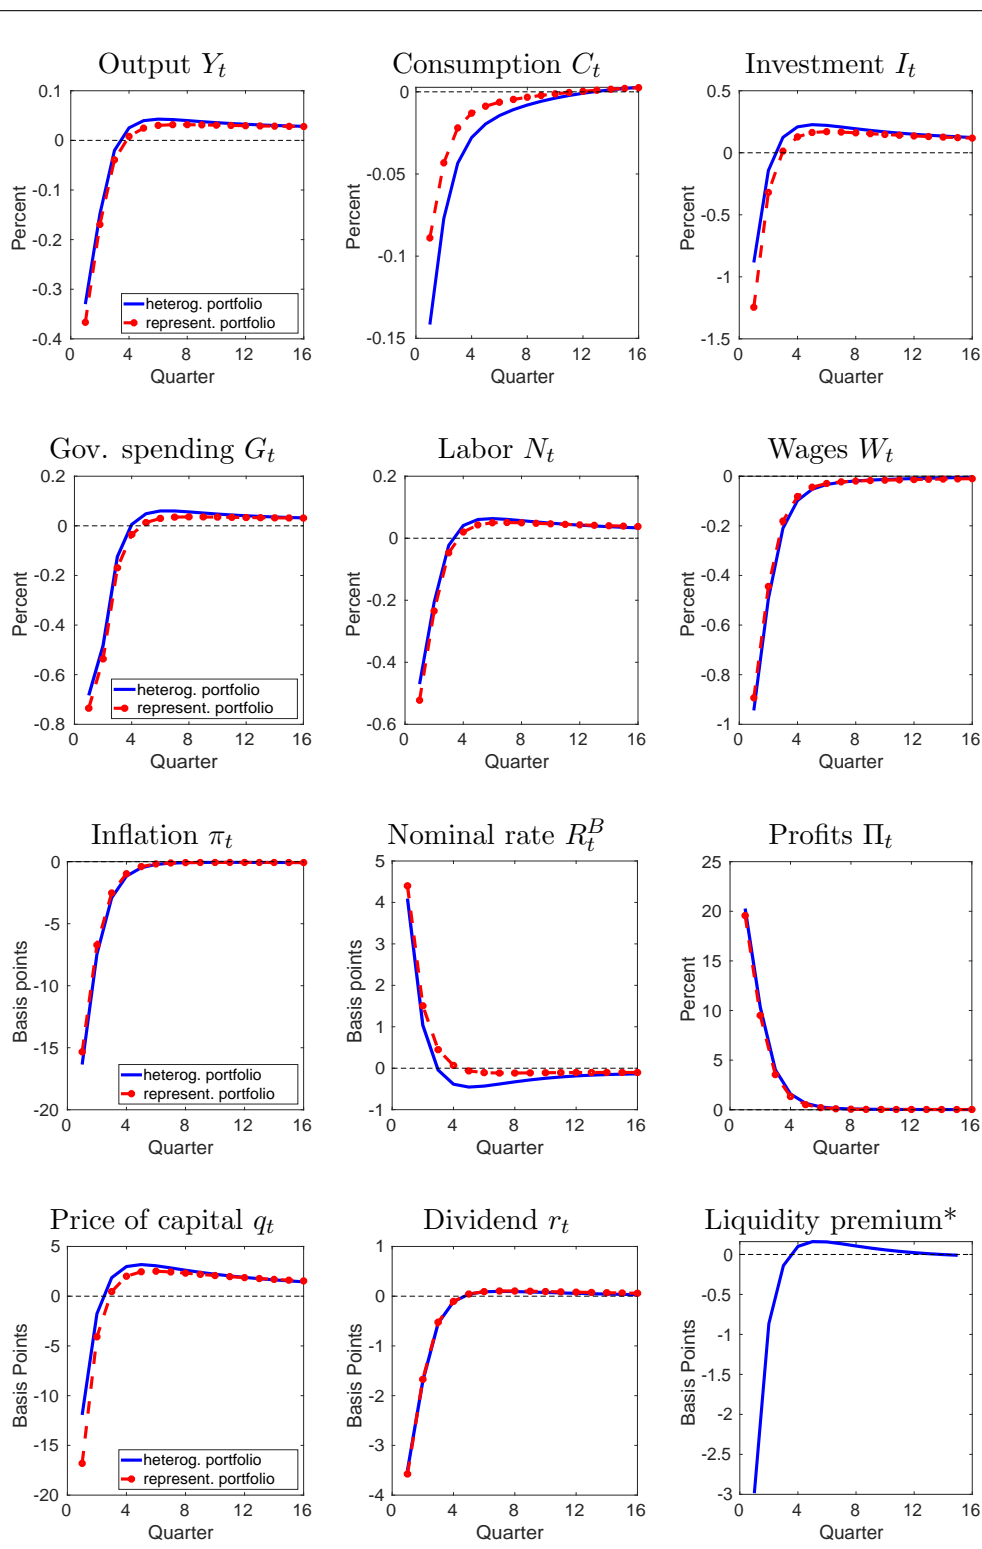 Output Y_t
Consumption C_t
Investment I_t
0.1
0
-0.1
-0.2
-0.3
-0.4
Percent
heterog. portfolio
represent. portfolio
0 4 8 12 16
Quarter
0
-0.05
-0.1
-0.15
Percent
0 4 8 12 16
Quarter
0.5
0
-0.5
-1
-1.5
Percent
0 4 8 12 16
Quarter
Gov. spending G_t
Labor N_t
Wages W_t
0.2
0
-0.2
-0.4
-0.6
-0.8
Percent
heterog. portfolio
represent. portfolio
0 4 8 12 16
Quarter
0.2
0
-0.2
-0.4
-0.6
Percent
0 4 8 12 16
Quarter
0
-0.2
-0.4
-0.6
-0.8
-1
Percent
0 4 8 12 16
Quarter
Inflation π_t
Nominal rate R_t^B
Profits Π_t
0
-5
-10
-15
-20
Basis points
heterog. portfolio
represent. portfolio
0 4 8 12 16
Quarter
5
4
3
2
1
0
-1
Basis points
0 4 8 12 16
Quarter
25
20
15
10
5
0
Percent
0 4 8 12 16
Quarter
Price of capital q_t
Dividend r_t
Liquidity premium*
5
0
-5
-10
-15
-20
Basis Points
heterog. portfolio
represent. portfolio
0 4 8 12 16
Quarter
1
0
-1
-2
-3
-4
Basis Points
0 4 8 12 16
Quarter
0
-0.5
-1
-1.5
-2
-2.5
-3
Basis Points
0 4 8 12 16
Quarter